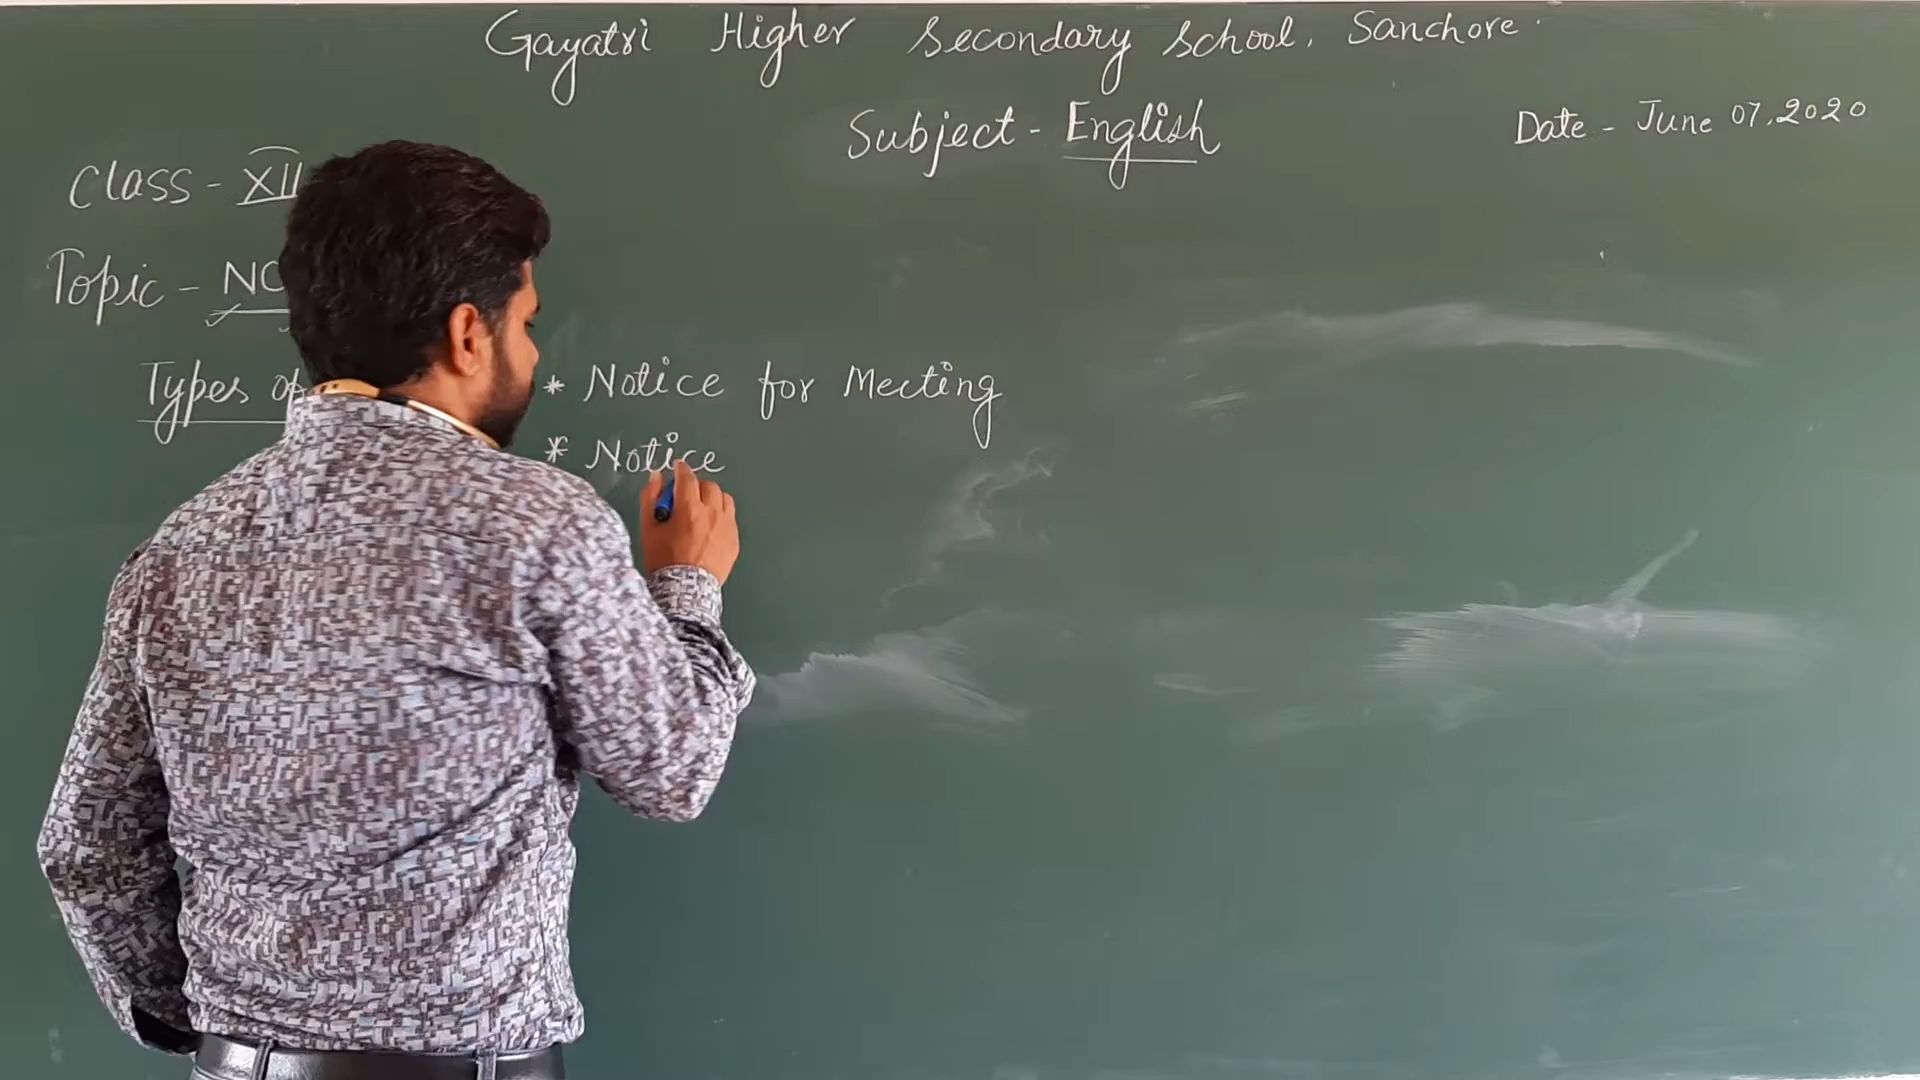 Gayatri Higher Secondary School, Sanchore.
Subject - English
Date - June 07, 2020
Class - XII
Topic -
Types of
* Notice for Meeting
* Notice